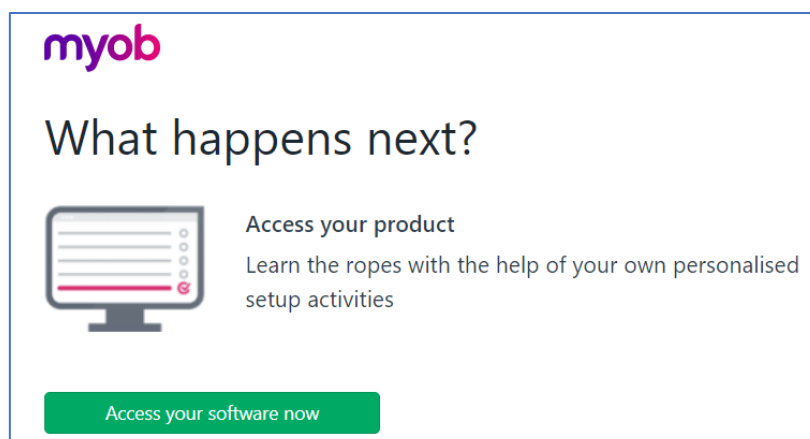 myob
What happens next?
Access your product
Learn the ropes with the help of your own personalised
setup activities
Access your software now